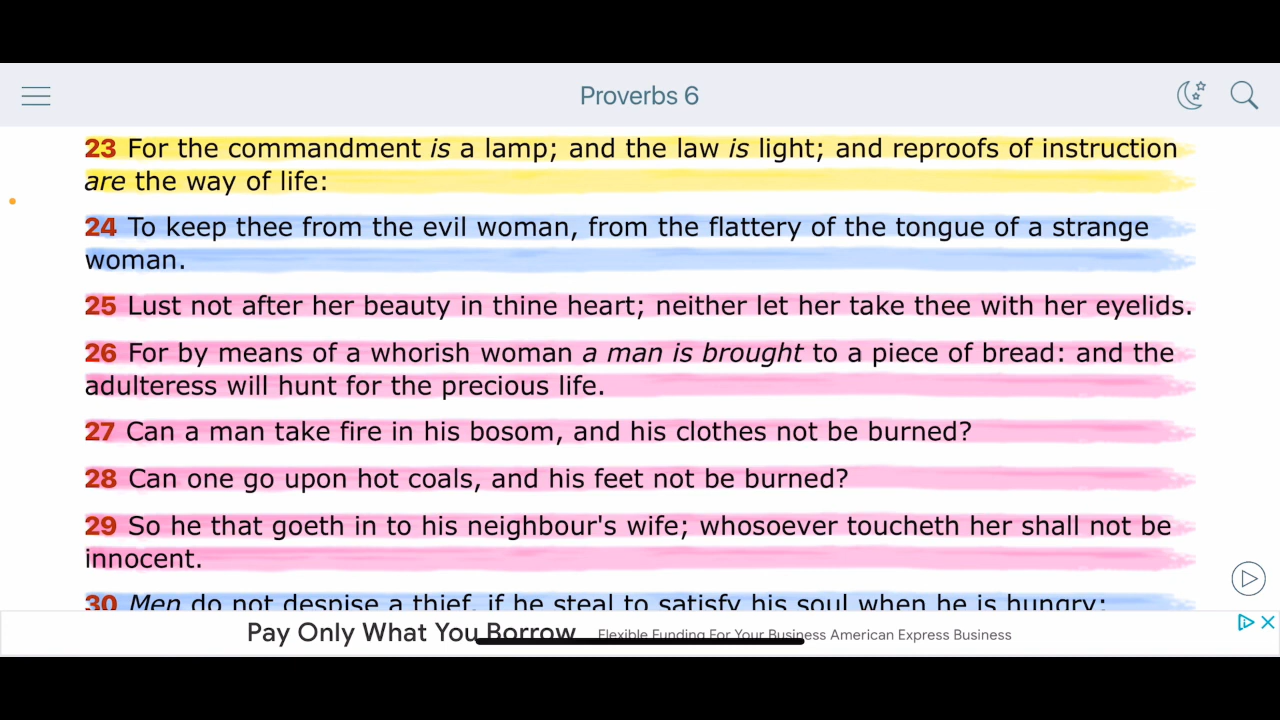 Proverbs 6
23 For the commandment is a lamp; and the law is light; and reproofs of instruction
are the way of life:
24 To keep thee from the evil woman, from the flattery of the tongue of a strange
woman.
25 Lust not after her beauty in thine heart; neither let her take thee with her eyelids.
26 For by means of a whorish woman a man is brought to a piece of bread: and the
adulteress will hunt for the precious life.
27 Can a man take fire in his bosom, and his clothes not be burned?
28 Can one go upon hot coals, and his feet not be burned?
29 So he that goeth in to his neighbour's wife; whosoever toucheth her shall not be
innocent.
30 Men do not despise a thief, if he steal to satisfy his soul when he is hungry;
Pay Only What You Borrow Flexible Funding For Your Business American Express Business